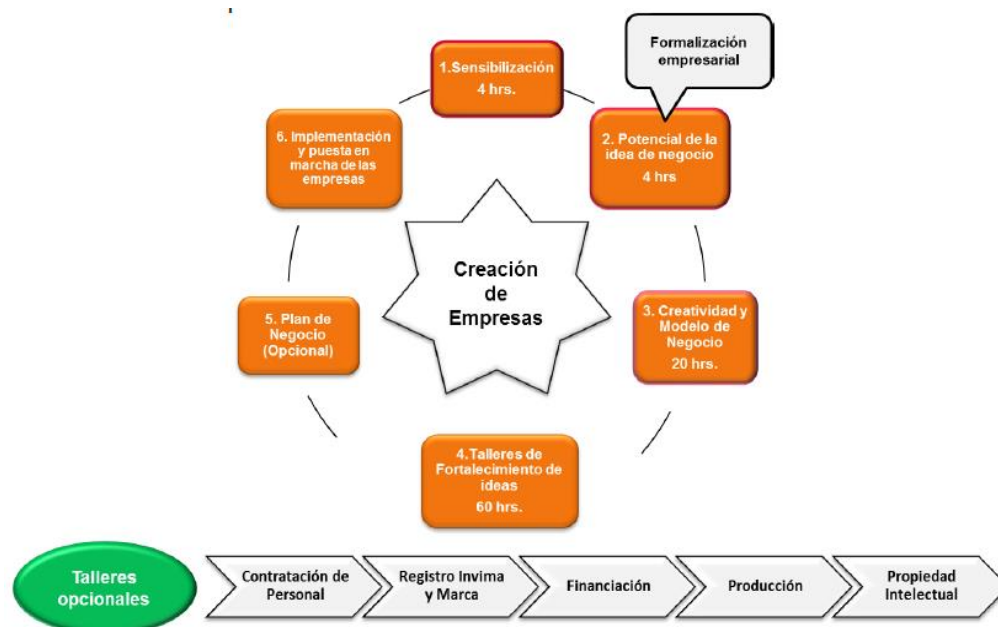 Formalización
empresarial
1.Sensibilización
4 hrs.
2. Potencial de la
idea de negocio
4 hrs
3. Creatividad y
Modelo de
Negocio
20 hrs.
4.Talleres de
Fortalecimiento de
ideas
60 hrs.
5. Plan de
Negocio
(Opcional)
6. Implementación
y puesta en
marcha de las
empresas
Creación
de
Empresas
Talleres
opcionales
Contratación de
Personal
Registro Invima
y Marca
Financiación
Producción
Propiedad
Intelectual